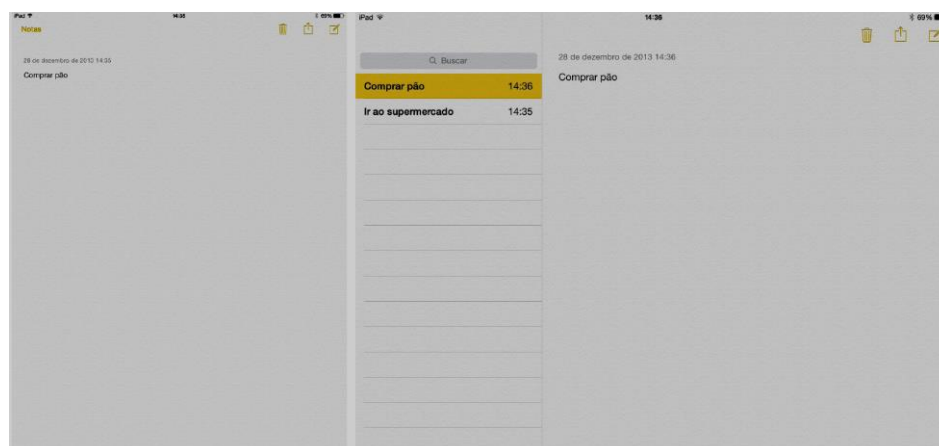 iPad
14:35
69%
Notas
28 de dezembro de 2013 14:35
Comprar pão
iPad
14:36
69%
Buscar
28 de dezembro de 2013 14:36
Comprar pão 14:36
Comprar pão
Ir ao supermercado 14:35